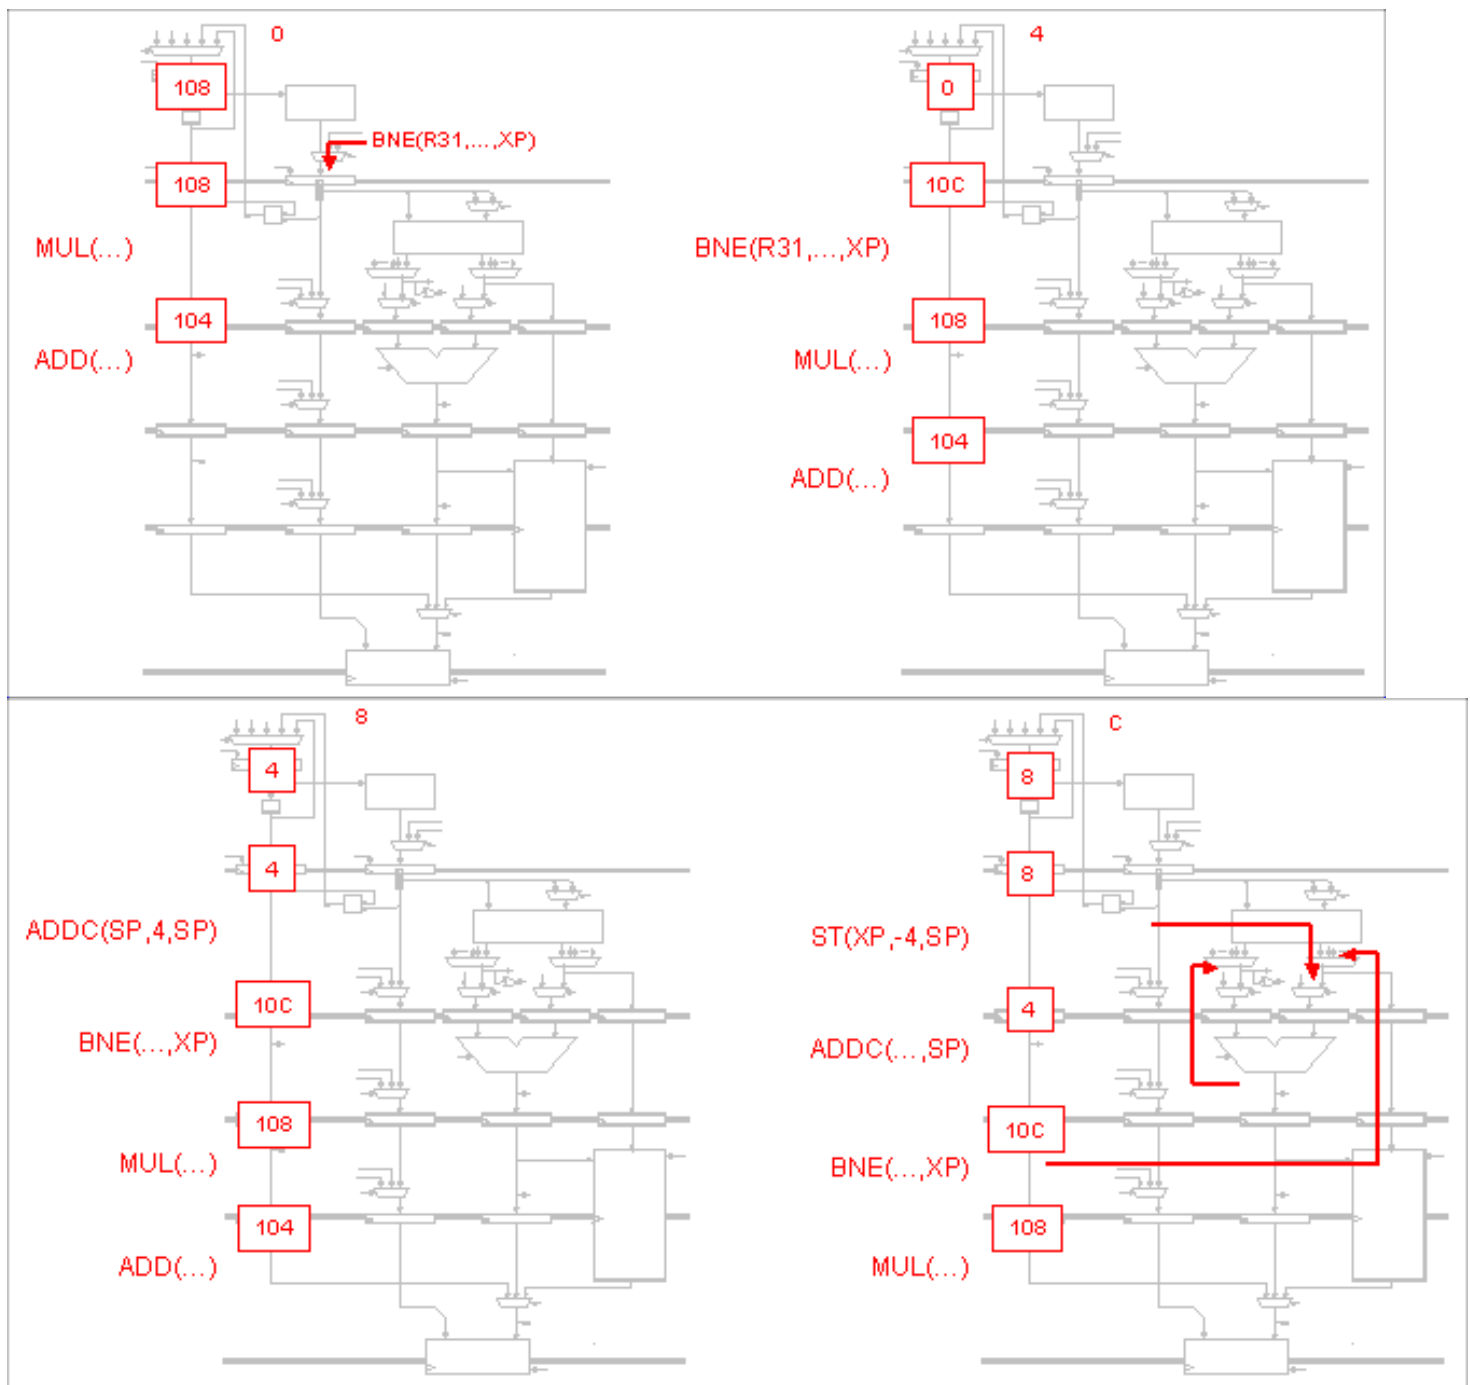 0
108
BNE(R31,...,XP)
108
MUL(...)
104
ADD(...)
4
0
10C
BNE(R31,...,XP)
108
MUL(...)
104
ADD(...)
8
4
4
ADDC(SP,4,SP)
10C
BNE(...,XP)
108
MUL(...)
104
ADD(...)
C
8
8
ST(XP,-4,SP)
4
ADDC(...,SP)
10C
BNE(...,XP)
108
MUL(...)